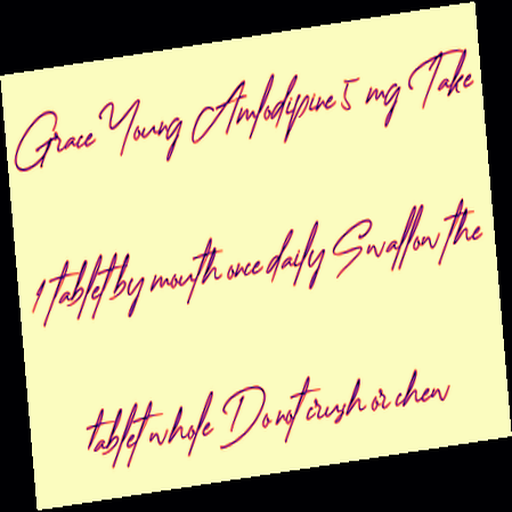 Grace Young Amlodipine 5 mg Take
1 tablet by mouth once daily Swallow the
tablet whole Do not crush or chew